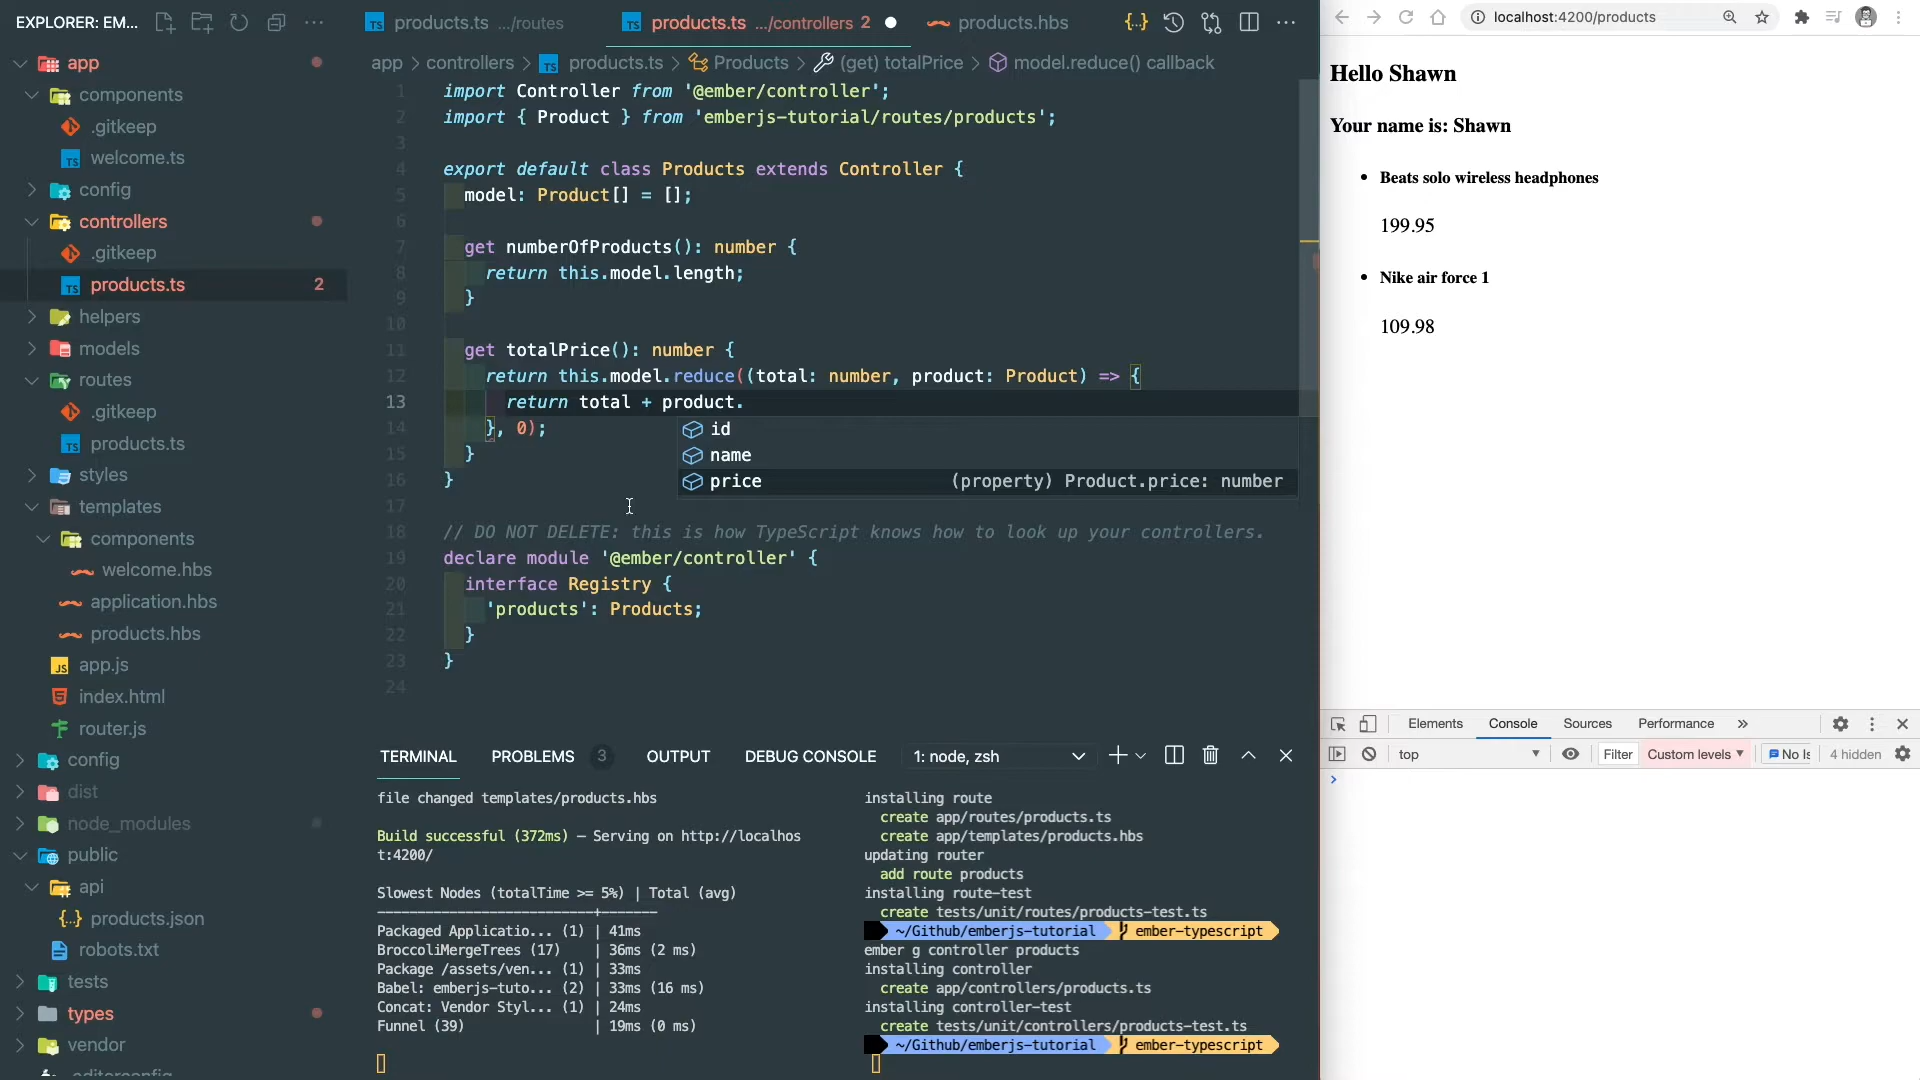 EXPLORER: EM...
app
components
.gitkeep
TS welcome.ts
config
controllers
.gitkeep
TS products.ts 2
helpers
models
routes
.gitkeep
TS products.ts
styles
templates
components
welcome.hbs
application.hbs
products.hbs
JS app.js
index.html
router.js
config
dist
node_modules
public
api
{..} products.json
robots.txt
tests
types
vendor
.editorconfig
TS products.ts .../routes
TS products.ts .../controllers 2
products.hbs
app > controllers > TS products.ts > Products > (get) totalPrice > model.reduce() callback
1 import Controller from '@ember/controller';
2 import { Product } from 'emberjs-tutorial/routes/products';
3
4 export default class Products extends Controller {
5 model: Product[] = [];
6
7 get numberOfProducts(): number {
8 return this.model.length;
9 }
10
11 get totalPrice(): number {
12 return this.model.reduce((total: number, product: Product) => {
13 return total + product.
14 }, 0);
15 }
16 }
17
18 // DO NOT DELETE: this is how TypeScript knows how to look up your controllers.
19 declare module '@ember/controller' {
20 interface Registry {
21 'products': Products;
22 }
23 }
24
id
name
price (property) Product.price: number
TERMINAL PROBLEMS 3 OUTPUT DEBUG CONSOLE 1: node, zsh
file changed templates/products.hbs
Build successful (372ms) – Serving on http://localhos
t:4200/
Slowest Nodes (totalTime >= 5%) | Total (avg)
-----------------------------+-------
Packaged Applicatio... (1) | 41ms
BroccoliMergeTrees (17) | 36ms (2 ms)
Package /assets/ven... (1) | 33ms
Babel: emberjs-tuto... (2) | 33ms (16 ms)
Concat: Vendor Styl... (1) | 24ms
Funnel (39) | 19ms (0 ms)
installing route
create app/routes/products.ts
create app/templates/products.hbs
updating router
add route products
installing route-test
create tests/unit/routes/products-test.ts
~/Github/emberjs-tutorial ember-typescript
ember g controller products
installing controller
create app/controllers/products.ts
installing controller-test
create tests/unit/controllers/products-test.ts
~/Github/emberjs-tutorial ember-typescript
localhost:4200/products
Hello Shawn
Your name is: Shawn
• Beats solo wireless headphones
199.95
• Nike air force 1
109.98
Elements Console Sources Performance »
top Filter Custom levels No Is 4 hidden